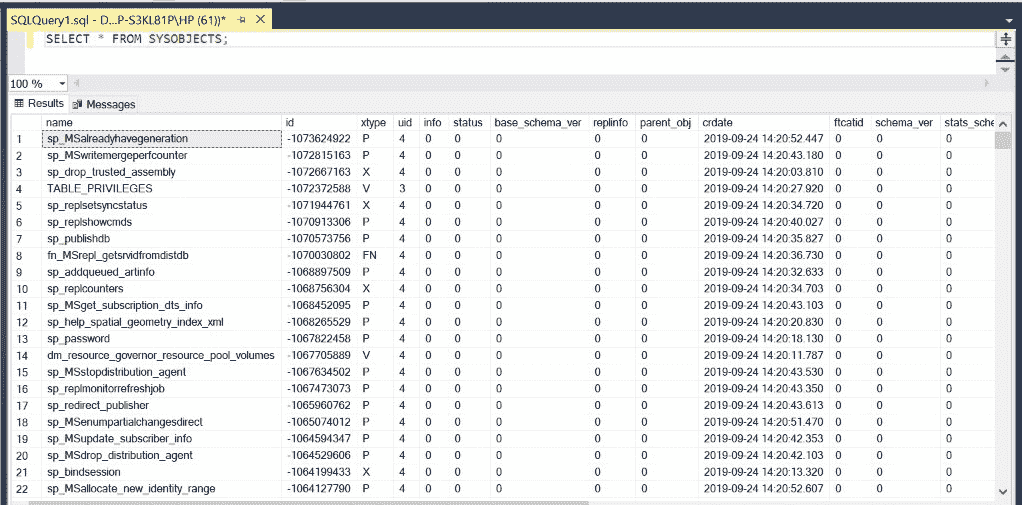 SQLQuery1.sql - D...P-S3KL81P\HP (61))*
SELECT * FROM SYSOBJECTS;
100 %
Results Messages
name id xtype uid info status base_schema_ver replinfo parent_obj crdate ftcatid schema_ver stats_sche
1 sp_MSalreadyhavegeneration -1073624922 P 4 0 0 0 0 0 2019-09-24 14:20:52.447 0 0 0
2 sp_MSwritemergeperfcounter -1072815163 P 4 0 0 0 0 0 2019-09-24 14:20:43.180 0 0 0
3 sp_drop_trusted_assembly -1072667163 X 4 0 0 0 0 0 2019-09-24 14:20:03.810 0 0 0
4 TABLE_PRIVILEGES -1072372588 V 3 0 0 0 0 0 2019-09-24 14:20:27.920 0 0 0
5 sp_replsetsyncstatus -1071944761 X 4 0 0 0 0 0 2019-09-24 14:20:34.720 0 0 0
6 sp_replshowcmds -1070913306 P 4 0 0 0 0 0 2019-09-24 14:20:40.027 0 0 0
7 sp_publishdb -1070573756 P 4 0 0 0 0 0 2019-09-24 14:20:35.827 0 0 0
8 fn_MSrepl_getsrvidfromdistdb -1070030802 FN 4 0 0 0 0 0 2019-09-24 14:20:36.730 0 0 0
9 sp_addqueued_artinfo -1068897509 P 4 0 0 0 0 0 2019-09-24 14:20:32.633 0 0 0
10 sp_replcounters -1068756304 X 4 0 0 0 0 0 2019-09-24 14:20:34.703 0 0 0
11 sp_MSget_subscription_dts_info -1068452095 P 4 0 0 0 0 0 2019-09-24 14:20:43.103 0 0 0
12 sp_help_spatial_geometry_index_xml -1068265529 P 4 0 0 0 0 0 2019-09-24 14:20:20.830 0 0 0
13 sp_password -1067822458 P 4 0 0 0 0 0 2019-09-24 14:20:18.130 0 0 0
14 dm_resource_governor_resource_pool_volumes -1067705889 V 4 0 0 0 0 0 2019-09-24 14:20:11.787 0 0 0
15 sp_MSstopdistribution_agent -1067634502 P 4 0 0 0 0 0 2019-09-24 14:20:43.530 0 0 0
16 sp_replmonitorrefreshjob -1067473073 P 4 0 0 0 0 0 2019-09-24 14:20:43.350 0 0 0
17 sp_redirect_publisher -1065960762 P 4 0 0 0 0 0 2019-09-24 14:20:43.613 0 0 0
18 sp_MSenumpartialchangesdirect -1065074012 P 4 0 0 0 0 0 2019-09-24 14:20:51.470 0 0 0
19 sp_MSupdate_subscriber_info -1064594347 P 4 0 0 0 0 0 2019-09-24 14:20:42.353 0 0 0
20 sp_MSdrop_distribution_agent -1064529606 P 4 0 0 0 0 0 2019-09-24 14:20:42.103 0 0 0
21 sp_bindsession -1064199433 X 4 0 0 0 0 0 2019-09-24 14:20:13.320 0 0 0
22 sp_MSallocate_new_identity_range -1064127790 P 4 0 0 0 0 0 2019-09-24 14:20:52.607 0 0 0